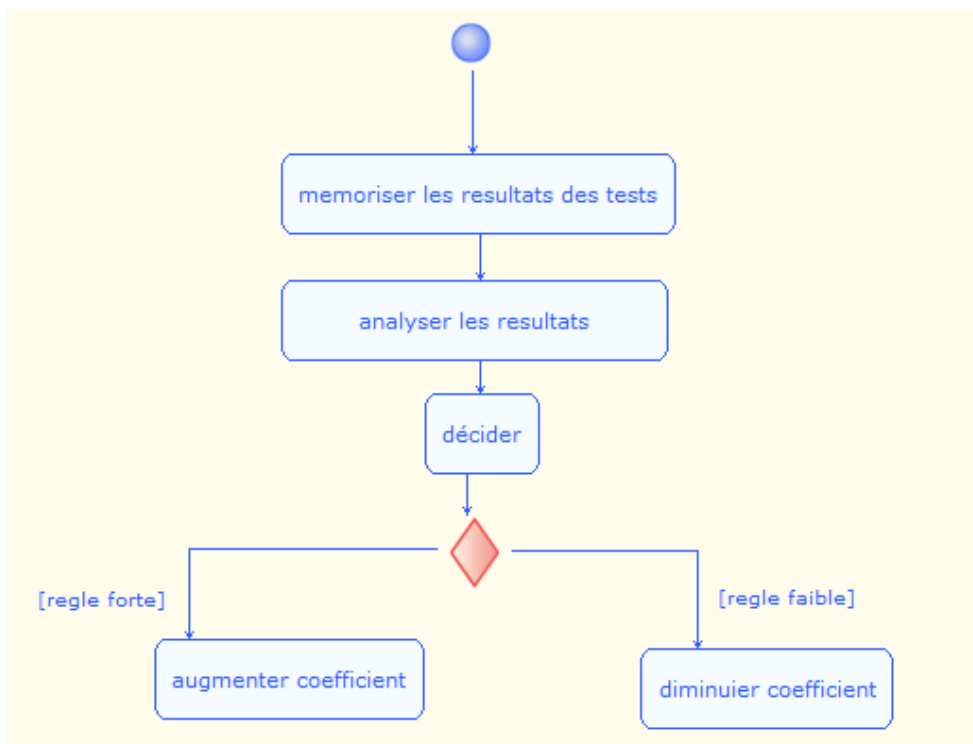 memoriser les resultats des tests
analyser les resultats
décider
[regle forte]
[regle faible]
augmenter coefficient
diminuier coefficient